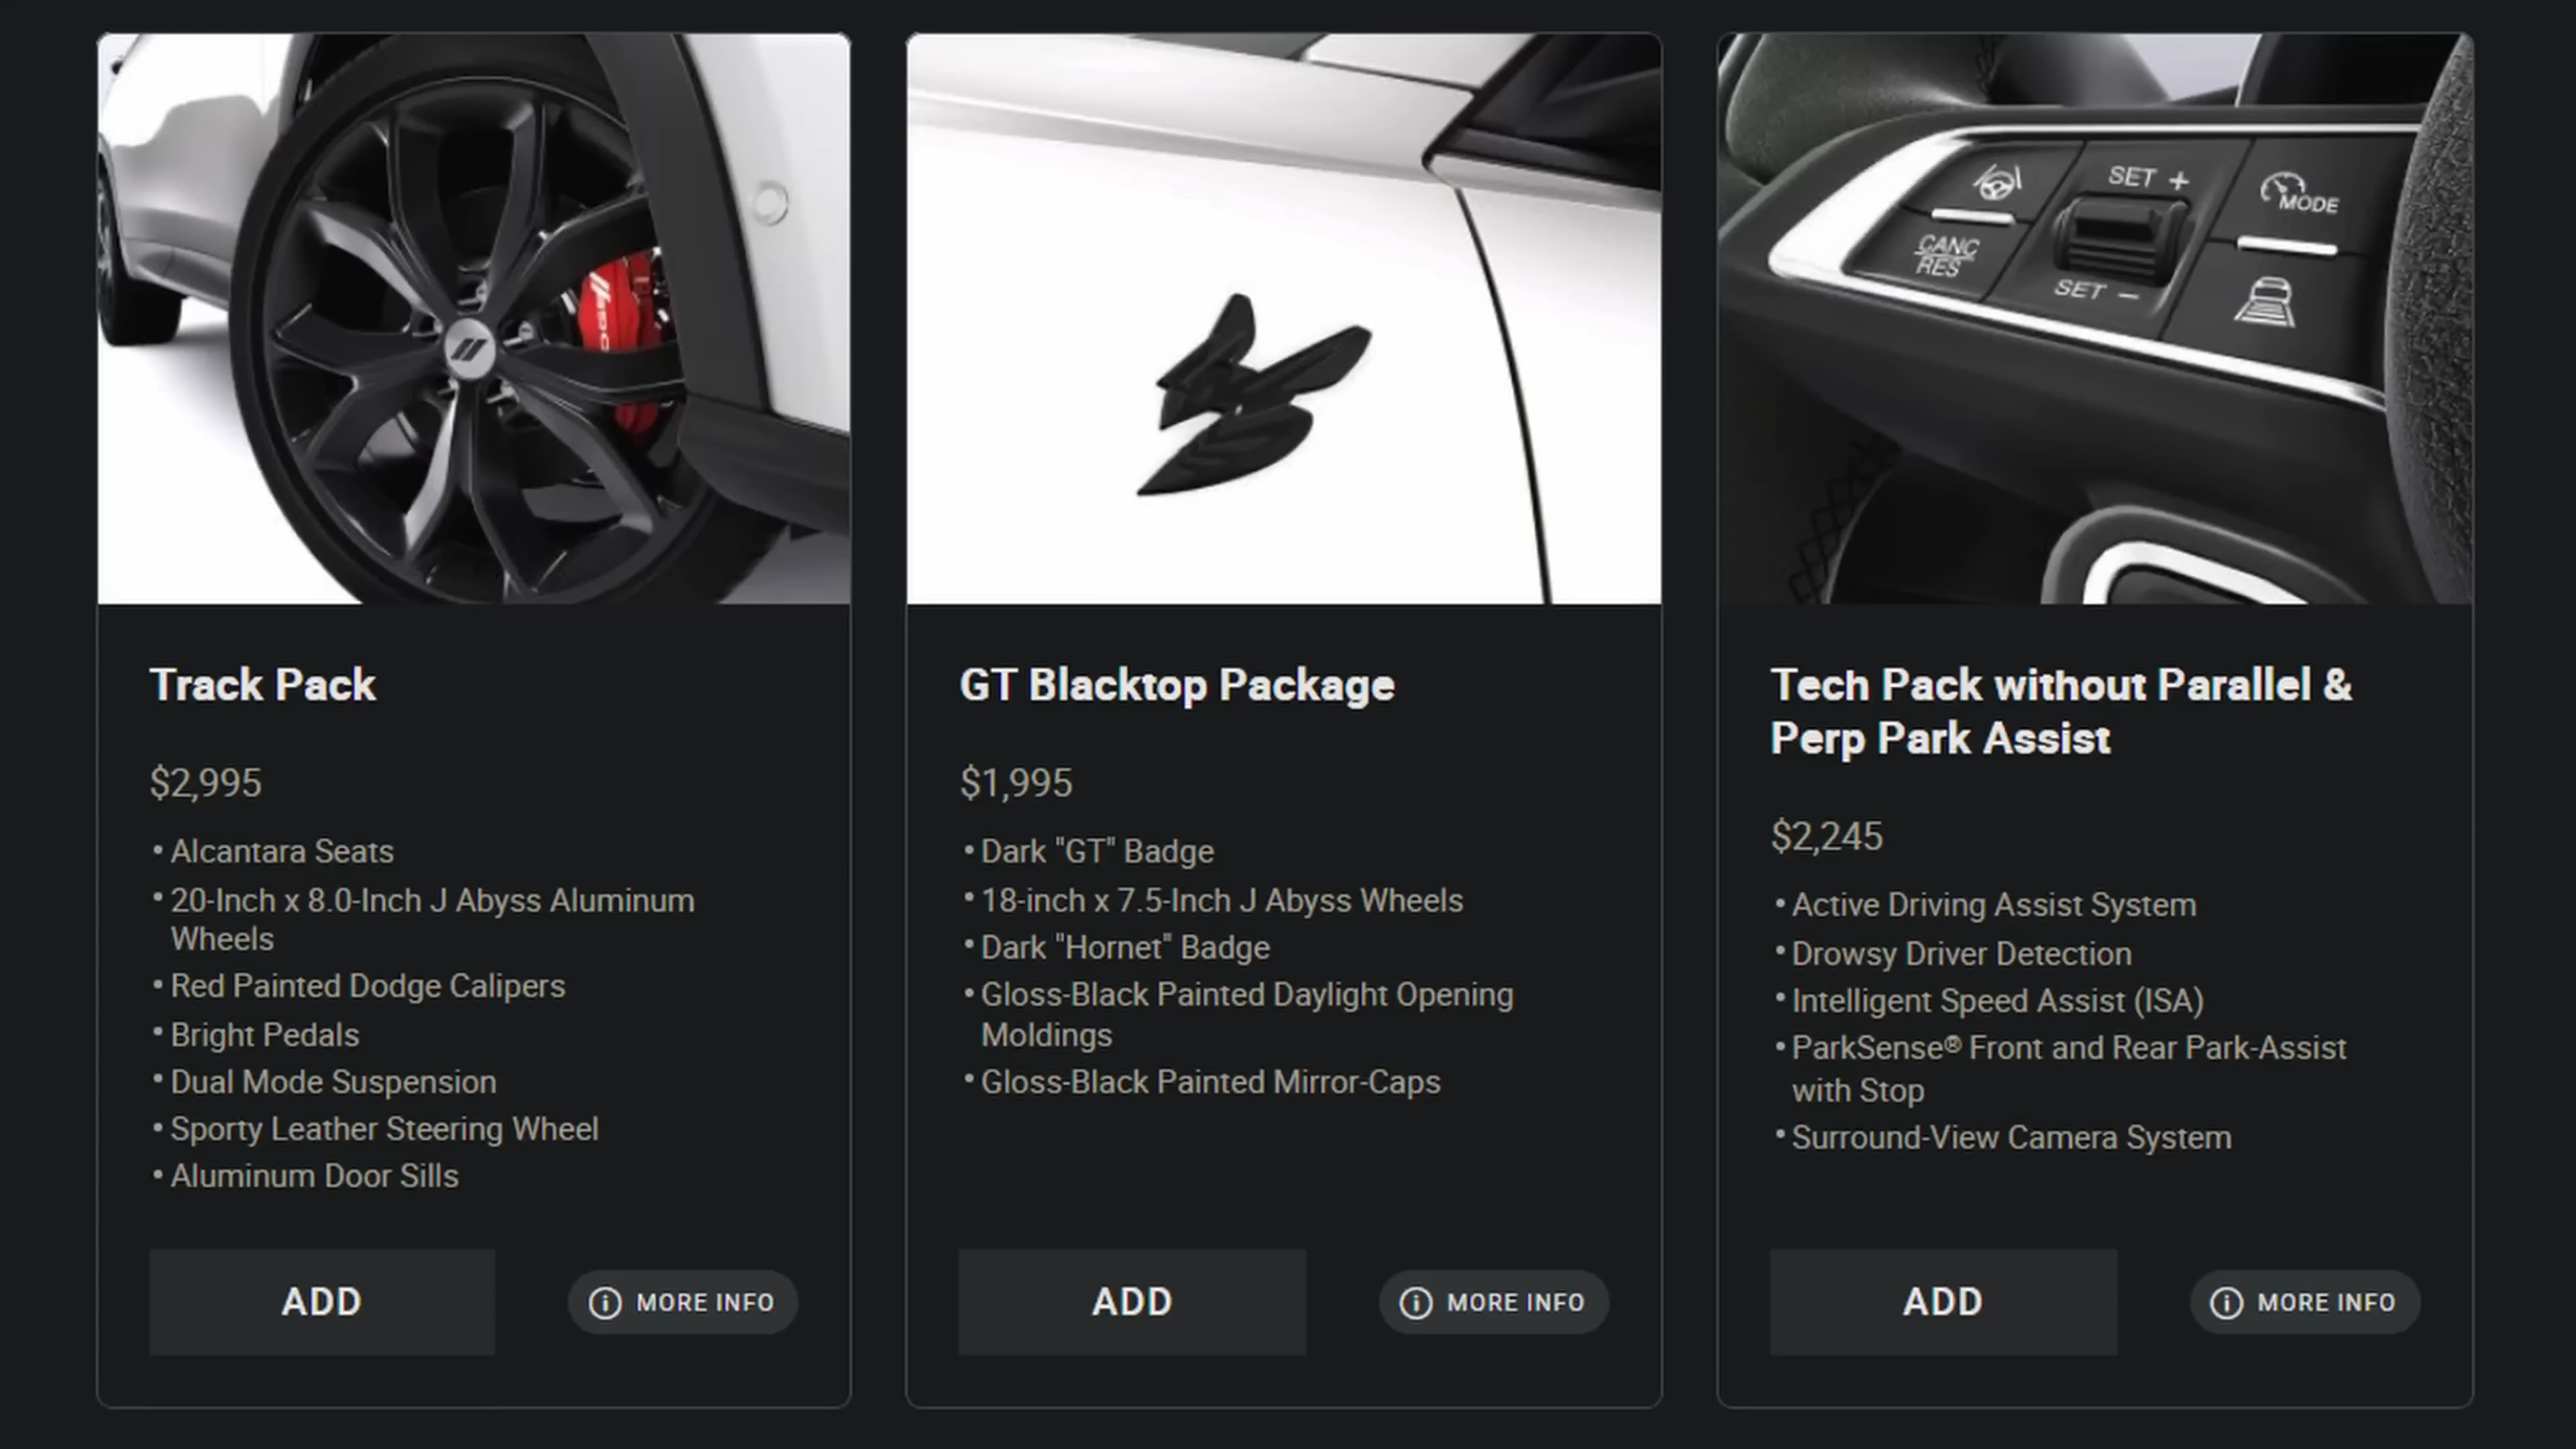 SET +
MODE
CANC
RES
SET −
Track Pack
$2,995
• Alcantara Seats
• 20-Inch x 8.0-Inch J Abyss Aluminum
Wheels
• Red Painted Dodge Calipers
• Bright Pedals
• Dual Mode Suspension
• Sporty Leather Steering Wheel
• Aluminum Door Sills
ADD
MORE INFO
GT Blacktop Package
$1,995
• Dark "GT" Badge
• 18-inch x 7.5-Inch J Abyss Wheels
• Dark "Hornet" Badge
• Gloss-Black Painted Daylight Opening
Moldings
• Gloss-Black Painted Mirror-Caps
ADD
MORE INFO
Tech Pack without Parallel &
Perp Park Assist
$2,245
• Active Driving Assist System
• Drowsy Driver Detection
• Intelligent Speed Assist (ISA)
• ParkSense® Front and Rear Park-Assist
with Stop
• Surround-View Camera System
ADD
MORE INFO